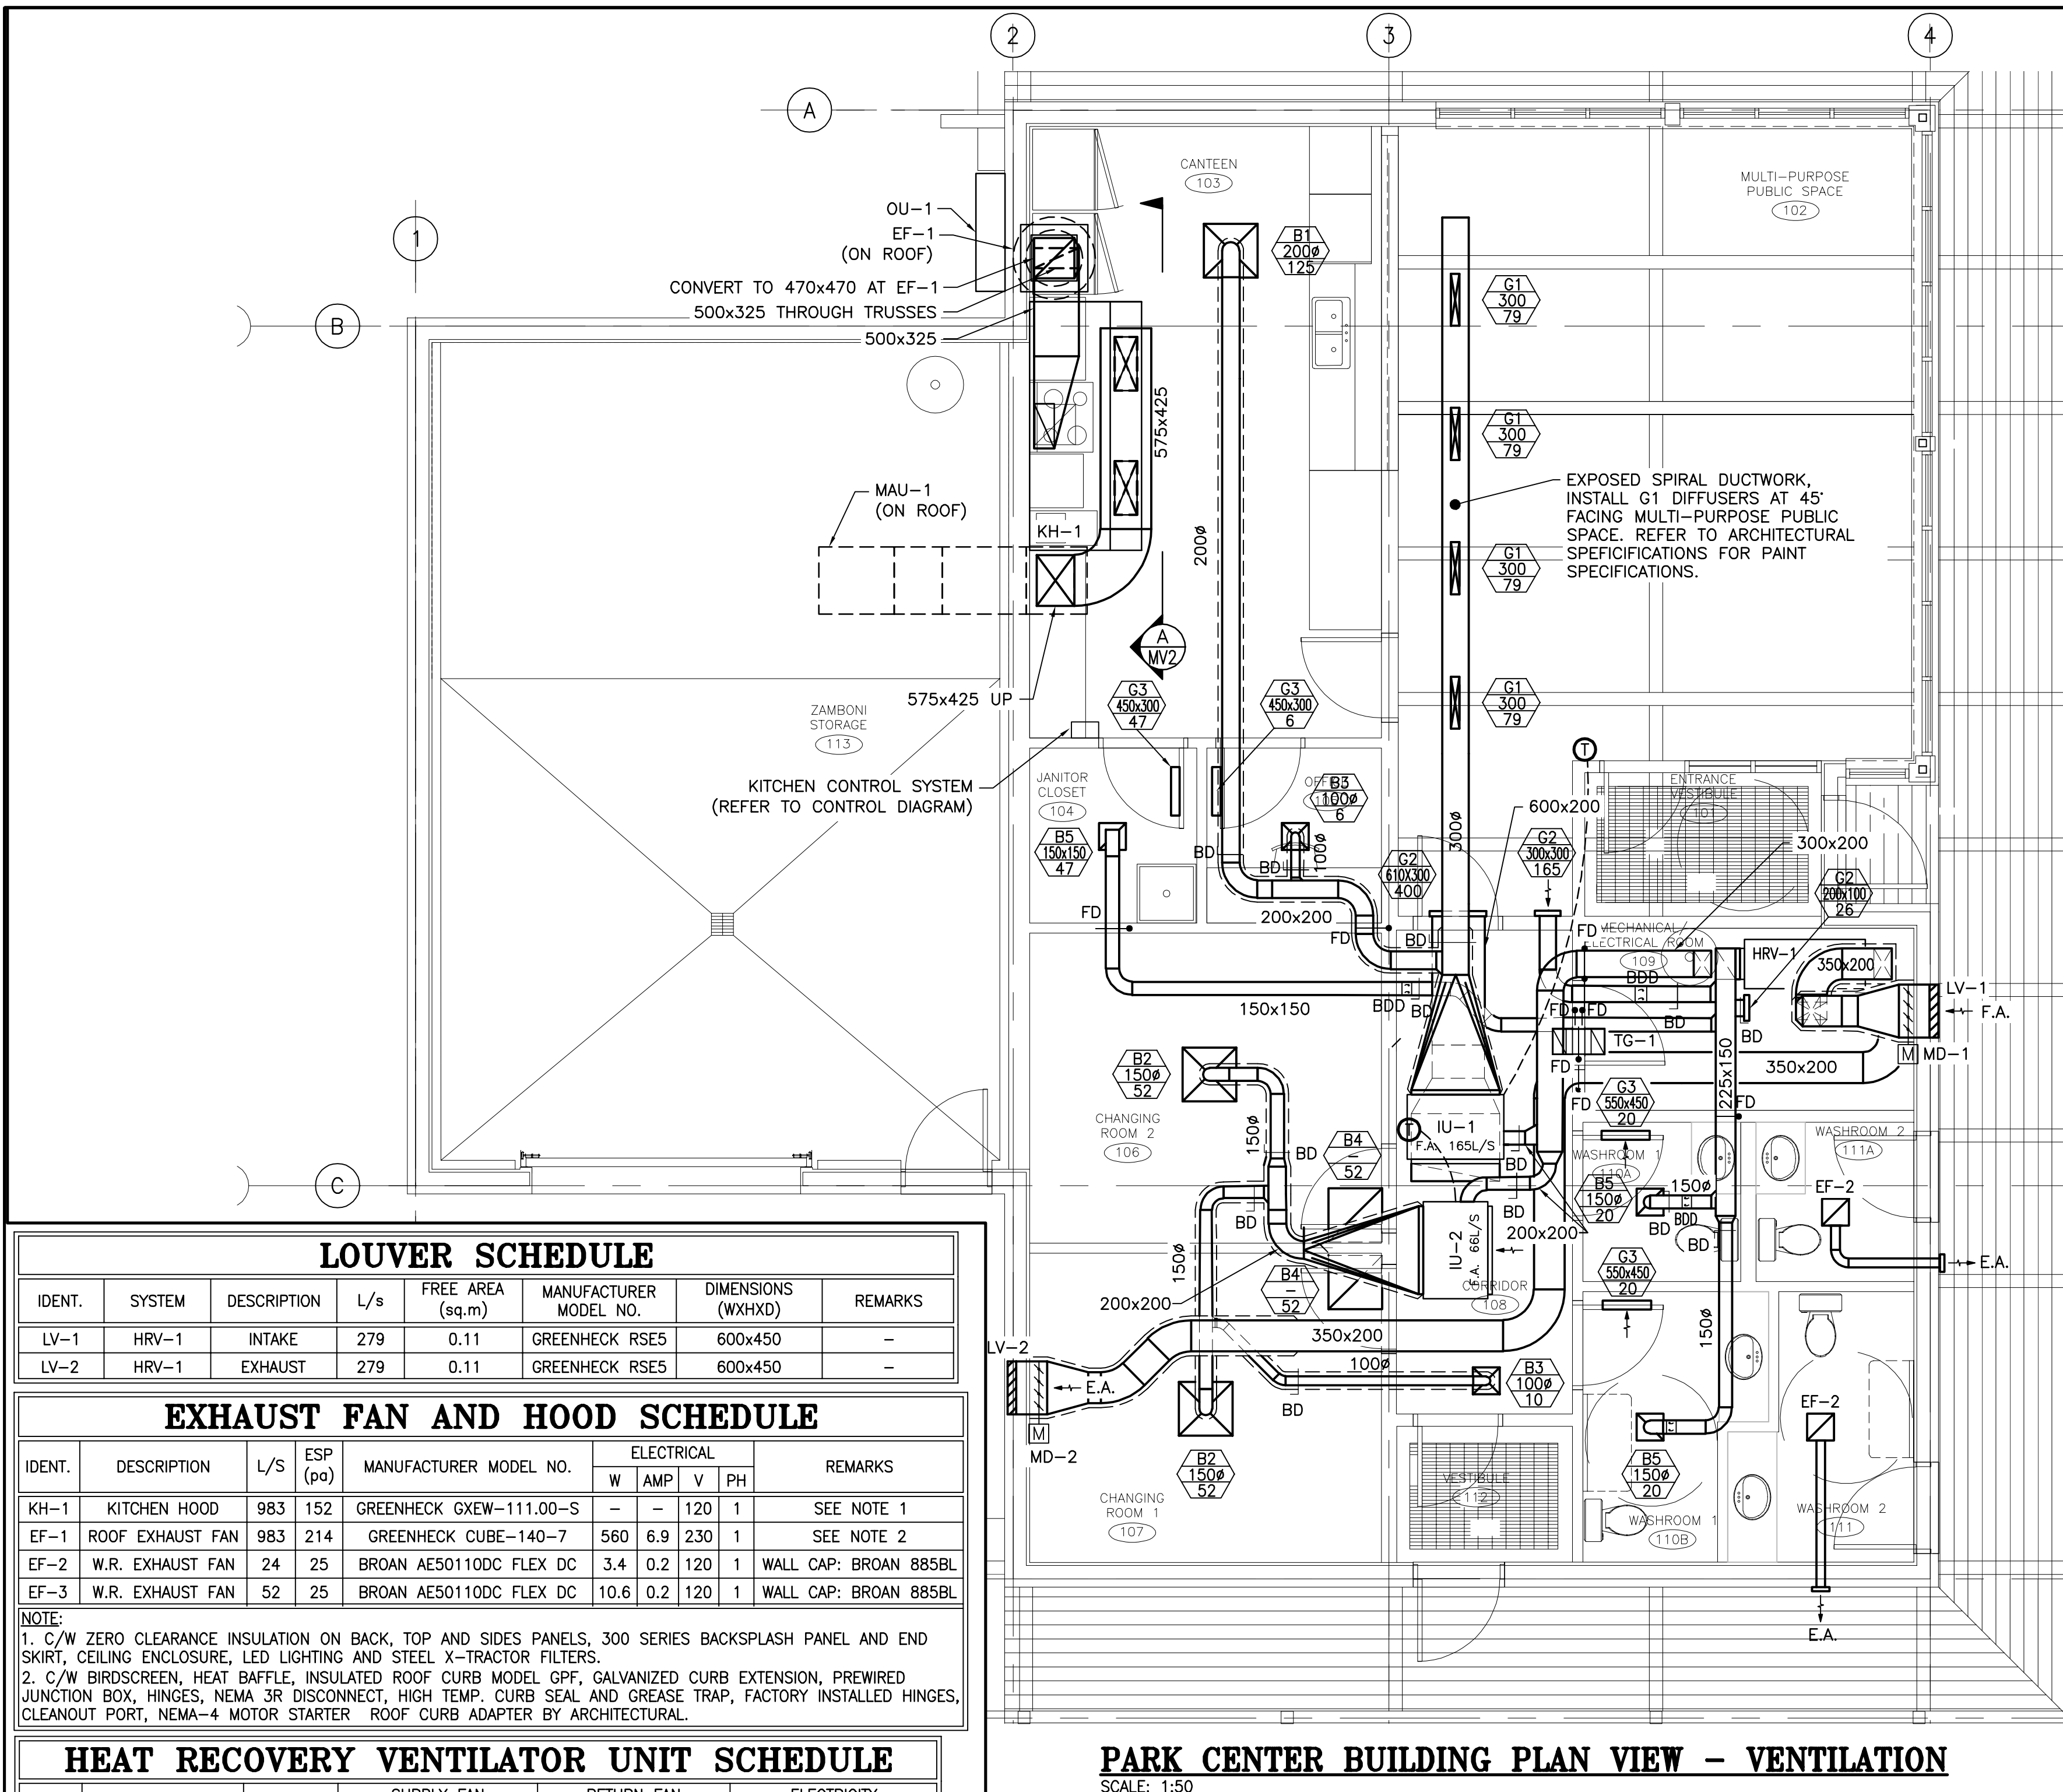 2
3
4
A
1
B
C
CANTEEN
103
MULTI-PURPOSE
PUBLIC SPACE
102
OU-1
EF-1
(ON ROOF)
CONVERT TO 470x470 AT EF-1
500x325 THROUGH TRUSSES
500x325
B1
200ø
125
G1
300
79
G1
300
79
G1
300
79
G1
300
79
575x425
200ø
EXPOSED SPIRAL DUCTWORK,
INSTALL G1 DIFFUSERS AT 45°
FACING MULTI-PURPOSE PUBLIC
SPACE. REFER TO ARCHITECTURAL
SPEFICIFICATIONS FOR PAINT
SPECIFICATIONS.
MAU-1
(ON ROOF)
KH-1
A
MV2
575x425 UP
G3
450x300
47
G3
450x300
6
ZAMBONI
STORAGE
113
KITCHEN CONTROL SYSTEM
(REFER TO CONTROL DIAGRAM)
JANITOR
CLOSET
104
B3
100ø
6
T
ENTRANCE
VESTIBULE
101
B5
150x150
47
BD
BD
100ø
300ø
600x200
G2
300x300
165
300x200
G2
610X300
400
G2
200x100
26
FD
200x200
FD
BD
FD
MECHANICAL/
ELECTRICAL ROOM
109
HRV-1
350x200
150x150
BDD
BD
BDD
BD
FD
FD
BD
LV-1
F.A.
M
MD-1
TG-1
350x200
FD
FD
225x150
FD
B2
150ø
52
CHANGING
ROOM 2
106
150ø
BD
B4
-
52
T
IU-1
F.A. 165L/S
BD
G3
550x450
20
WASHROOM 1
110A
WASHROOM 2
111A
B5
150ø
20
150ø
BD
BDD
BD
EF-2
E.A.
BD
150ø
200x200
B4
-
52
IU-2
F.A. 66L/S
BD
200x200
CORRIDOR
108
G3
550x450
20
350x200
100ø
BD
B3
100ø
10
150ø
LV-2
E.A.
M
MD-2
B2
150ø
52
CHANGING
ROOM 1
107
VESTIBULE
112
B5
150ø
20
WASHROOM 1
110B
EF-2
WASHROOM 2
111
E.A.
LOUVER SCHEDULE
IDENT. SYSTEM DESCRIPTION L/s FREE AREA (sq.m) MANUFACTURER MODEL NO. DIMENSIONS (WXHXD) REMARKS
LV-1 HRV-1 INTAKE 279 0.11 GREENHECK RSE5 600x450 -
LV-2 HRV-1 EXHAUST 279 0.11 GREENHECK RSE5 600x450 -
EXHAUST FAN AND HOOD SCHEDULE
IDENT. DESCRIPTION L/S ESP (pa) MANUFACTURER MODEL NO. ELECTRICAL REMARKS
W AMP V PH
KH-1 KITCHEN HOOD 983 152 GREENHECK GXEW-111.00-S - - 120 1 SEE NOTE 1
EF-1 ROOF EXHAUST FAN 983 214 GREENHECK CUBE-140-7 560 6.9 230 1 SEE NOTE 2
EF-2 W.R. EXHAUST FAN 24 25 BROAN AE50110DC FLEX DC 3.4 0.2 120 1 WALL CAP: BROAN 885BL
EF-3 W.R. EXHAUST FAN 52 25 BROAN AE50110DC FLEX DC 10.6 0.2 120 1 WALL CAP: BROAN 885BL
NOTE:
1. C/W ZERO CLEARANCE INSULATION ON BACK, TOP AND SIDES PANELS, 300 SERIES BACKSPLASH PANEL AND END
SKIRT, CEILING ENCLOSURE, LED LIGHTING AND STEEL X-TRACTOR FILTERS.
2. C/W BIRDSCREEN, HEAT BAFFLE, INSULATED ROOF CURB MODEL GPF, GALVANIZED CURB EXTENSION, PREWIRED
JUNCTION BOX, HINGES, NEMA 3R DISCONNECT, HIGH TEMP. CURB SEAL AND GREASE TRAP, FACTORY INSTALLED HINGES,
CLEANOUT PORT, NEMA-4 MOTOR STARTER ROOF CURB ADAPTER BY ARCHITECTURAL.
HEAT RECOVERY VENTILATOR UNIT SCHEDULE
SUPPLY FAN RETURN FAN ELECTRICITY
PARK CENTER BUILDING PLAN VIEW - VENTILATION
SCALE: 1:50